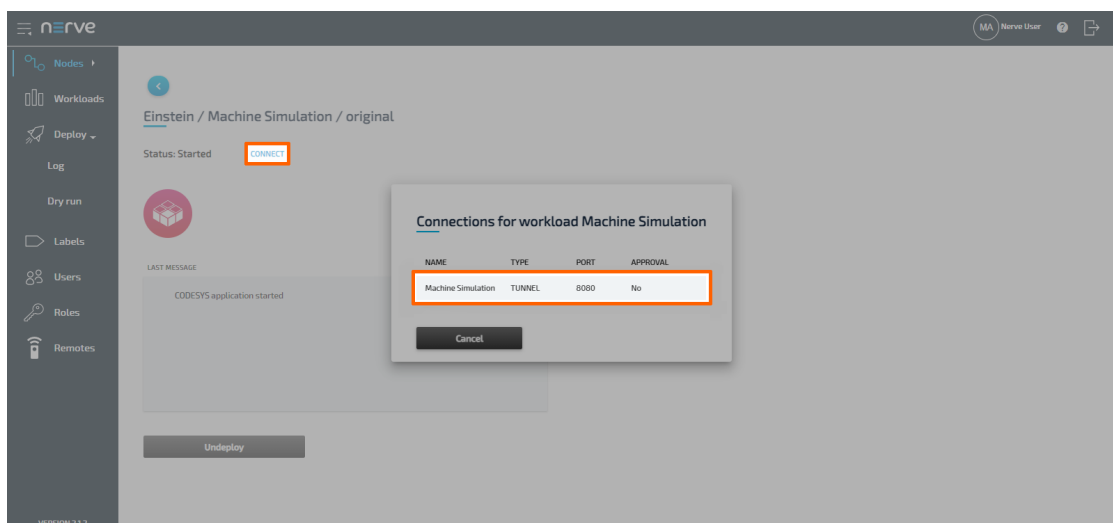 nerve
MA Nerve User ?
Nodes
Workloads
Deploy
Log
Dry run
Labels
Users
Roles
Remotes
Einstein / Machine Simulation / original
Status: Started CONNECT
LAST MESSAGE
CODESYS application started
Undeploy
Connections for workload Machine Simulation
NAME TYPE PORT APPROVAL
Machine Simulation TUNNEL 8080 No
Cancel